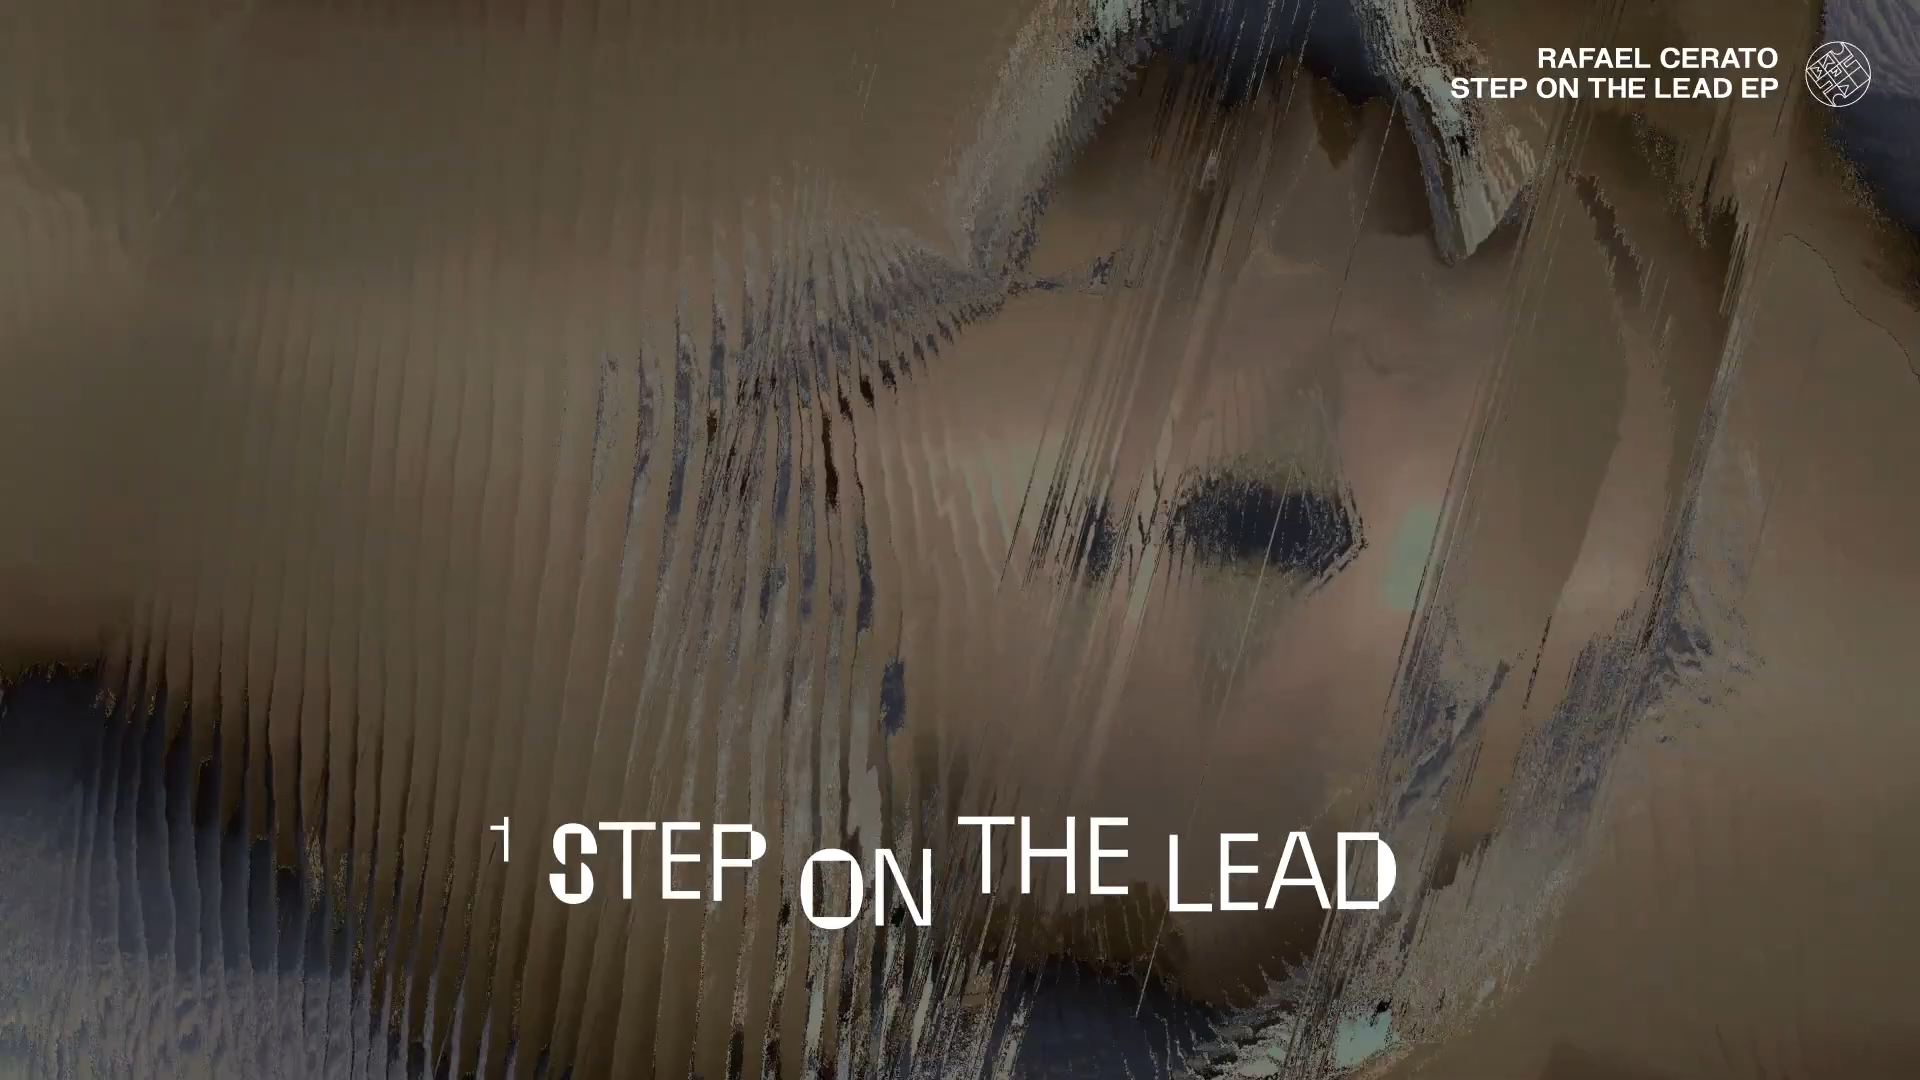 RAFAEL CERATO
STEP ON THE LEAD EP
1 STEP ON THE LEAD